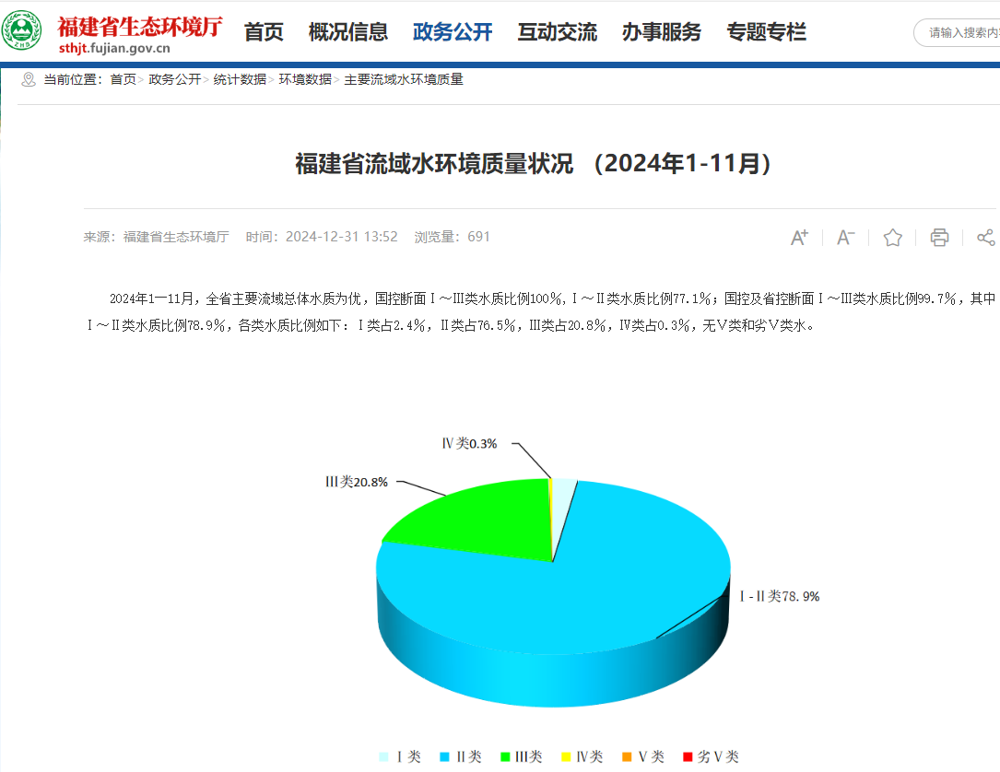 福建省生态环境厅
sthjt.fujian.gov.cn
ZHB
首页 概况信息 政务公开 互动交流 办事服务 专题专栏
请输入搜索内
当前位置：首页> 政务公开> 统计数据> 环境数据> 主要流域水环境质量
福建省流域水环境质量状况 （2024年1-11月）
来源：福建省生态环境厅 时间：2024-12-31 13:52 浏览量：691
A+ A−
2024年1—11月，全省主要流域总体水质为优，国控断面Ⅰ～Ⅲ类水质比例100%，Ⅰ～Ⅱ类水质比例77.1%；国控及省控断面Ⅰ～Ⅲ类水质比例99.7%，其中
Ⅰ～Ⅱ类水质比例78.9%，各类水质比例如下：Ⅰ类占2.4%，Ⅱ类占76.5%，Ⅲ类占20.8%，Ⅳ类占0.3%，无Ⅴ类和劣Ⅴ类水。
Ⅳ类0.3%
Ⅲ类20.8%
Ⅰ-Ⅱ类78.9%
Ⅰ类 Ⅱ类 Ⅲ类 Ⅳ类 Ⅴ类 劣Ⅴ类